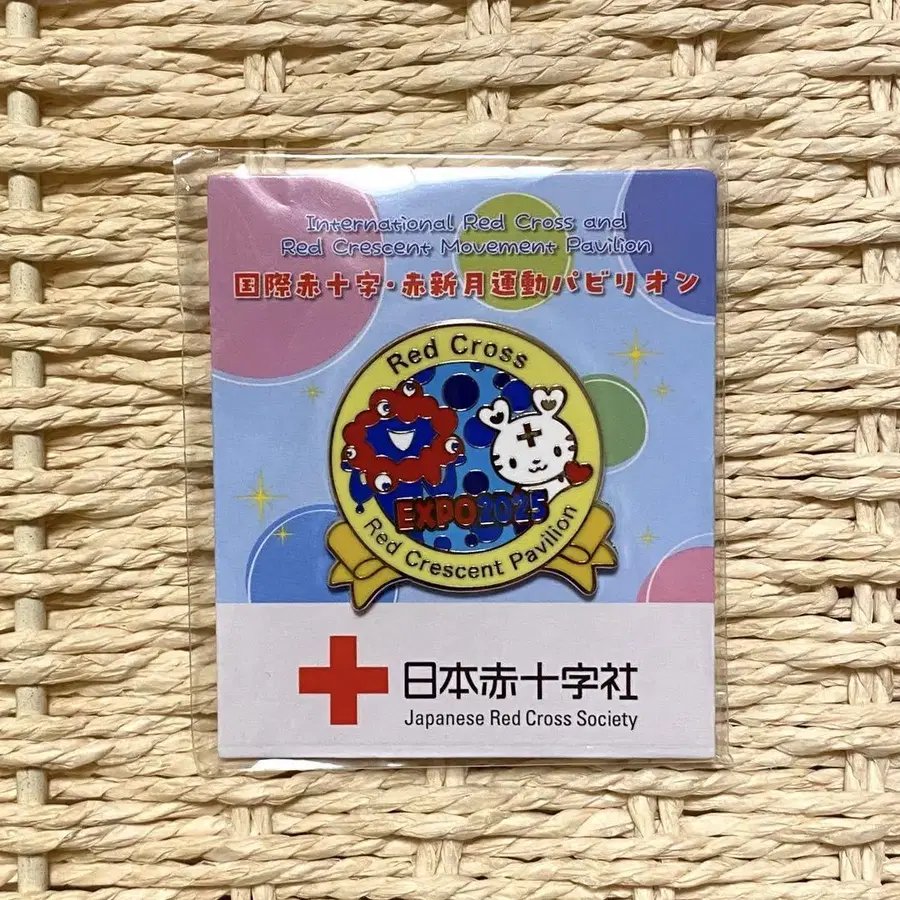 International Red Cross and
Red Crescent Movement Pavilion
国際赤十字・赤新月運動パビリオン
Red Cross
EXPO2025
Red Crescent Pavilion
日本赤十字社
Japanese Red Cross Society